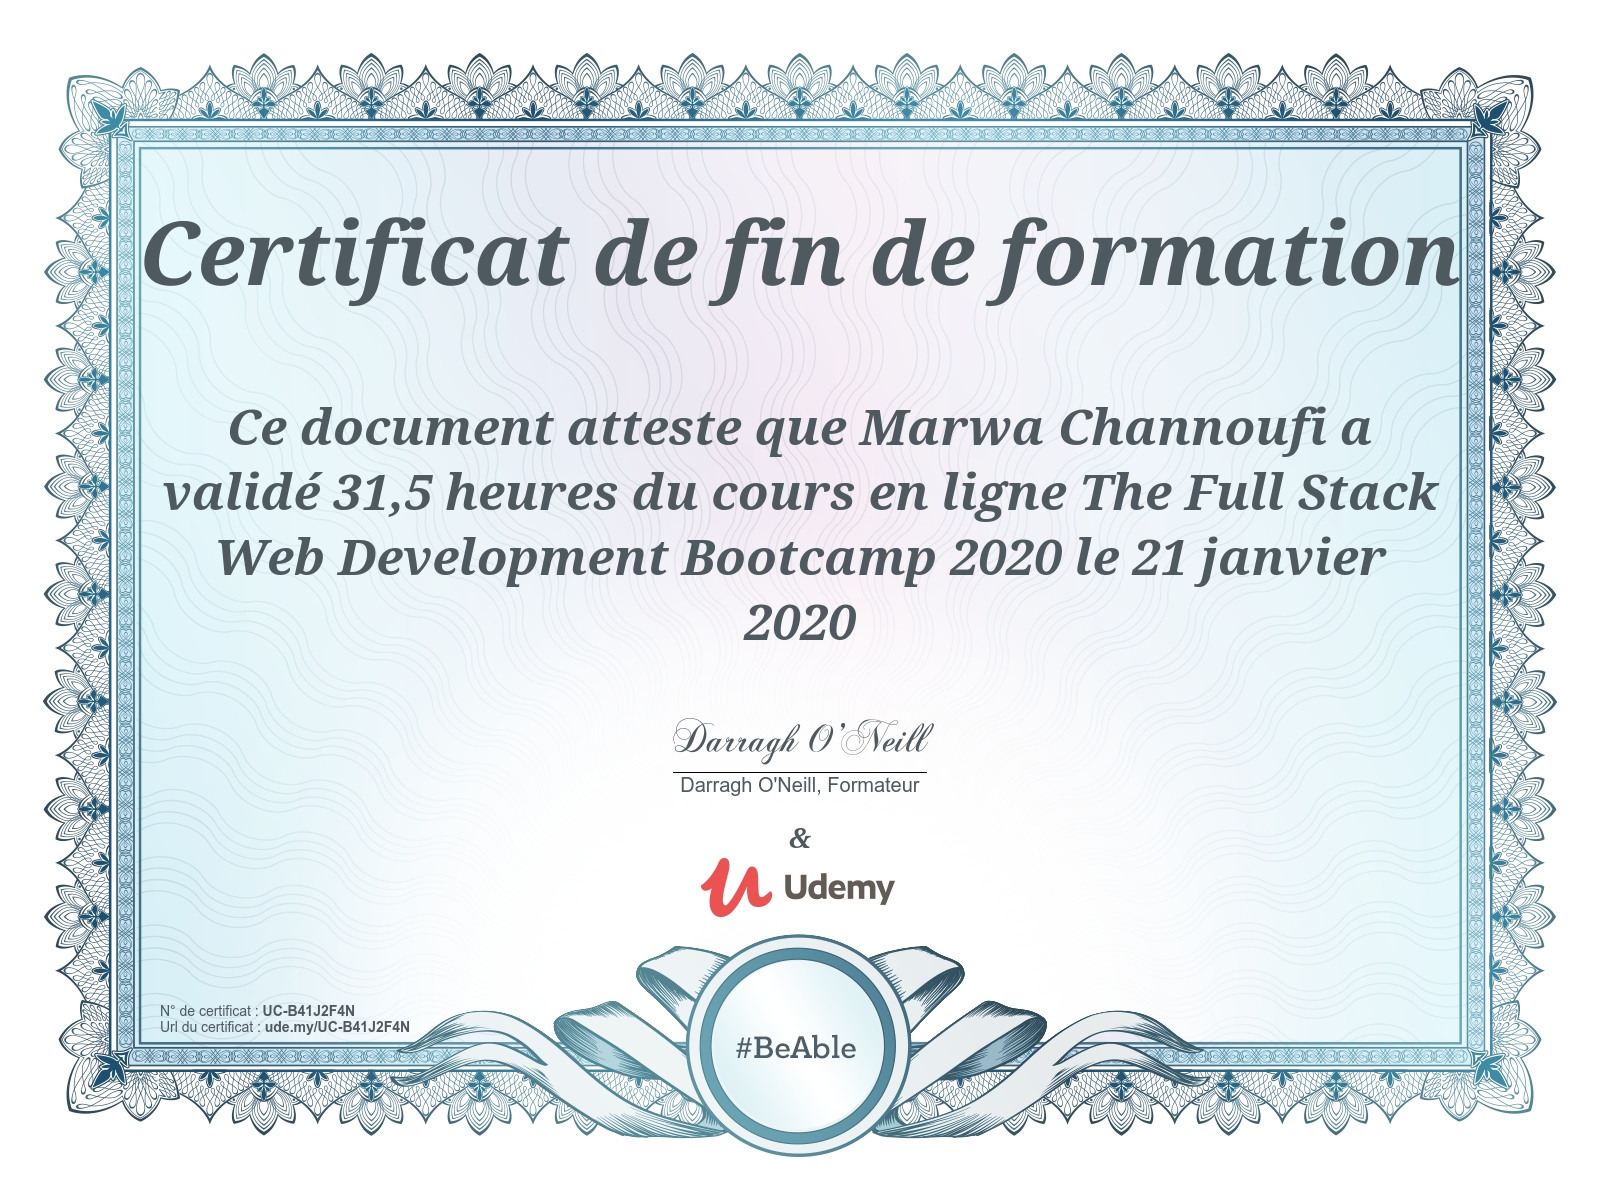 Certificat de fin de formation
Ce document atteste que Marwa Channoufi a
validé 31,5 heures du cours en ligne The Full Stack
Web Development Bootcamp 2020 le 21 janvier
2020
Darragh O'Neill
Darragh O'Neill, Formateur
&
Udemy
N° de certificat : UC-B41J2F4N
Url du certificat : ude.my/UC-B41J2F4N
#BeAble